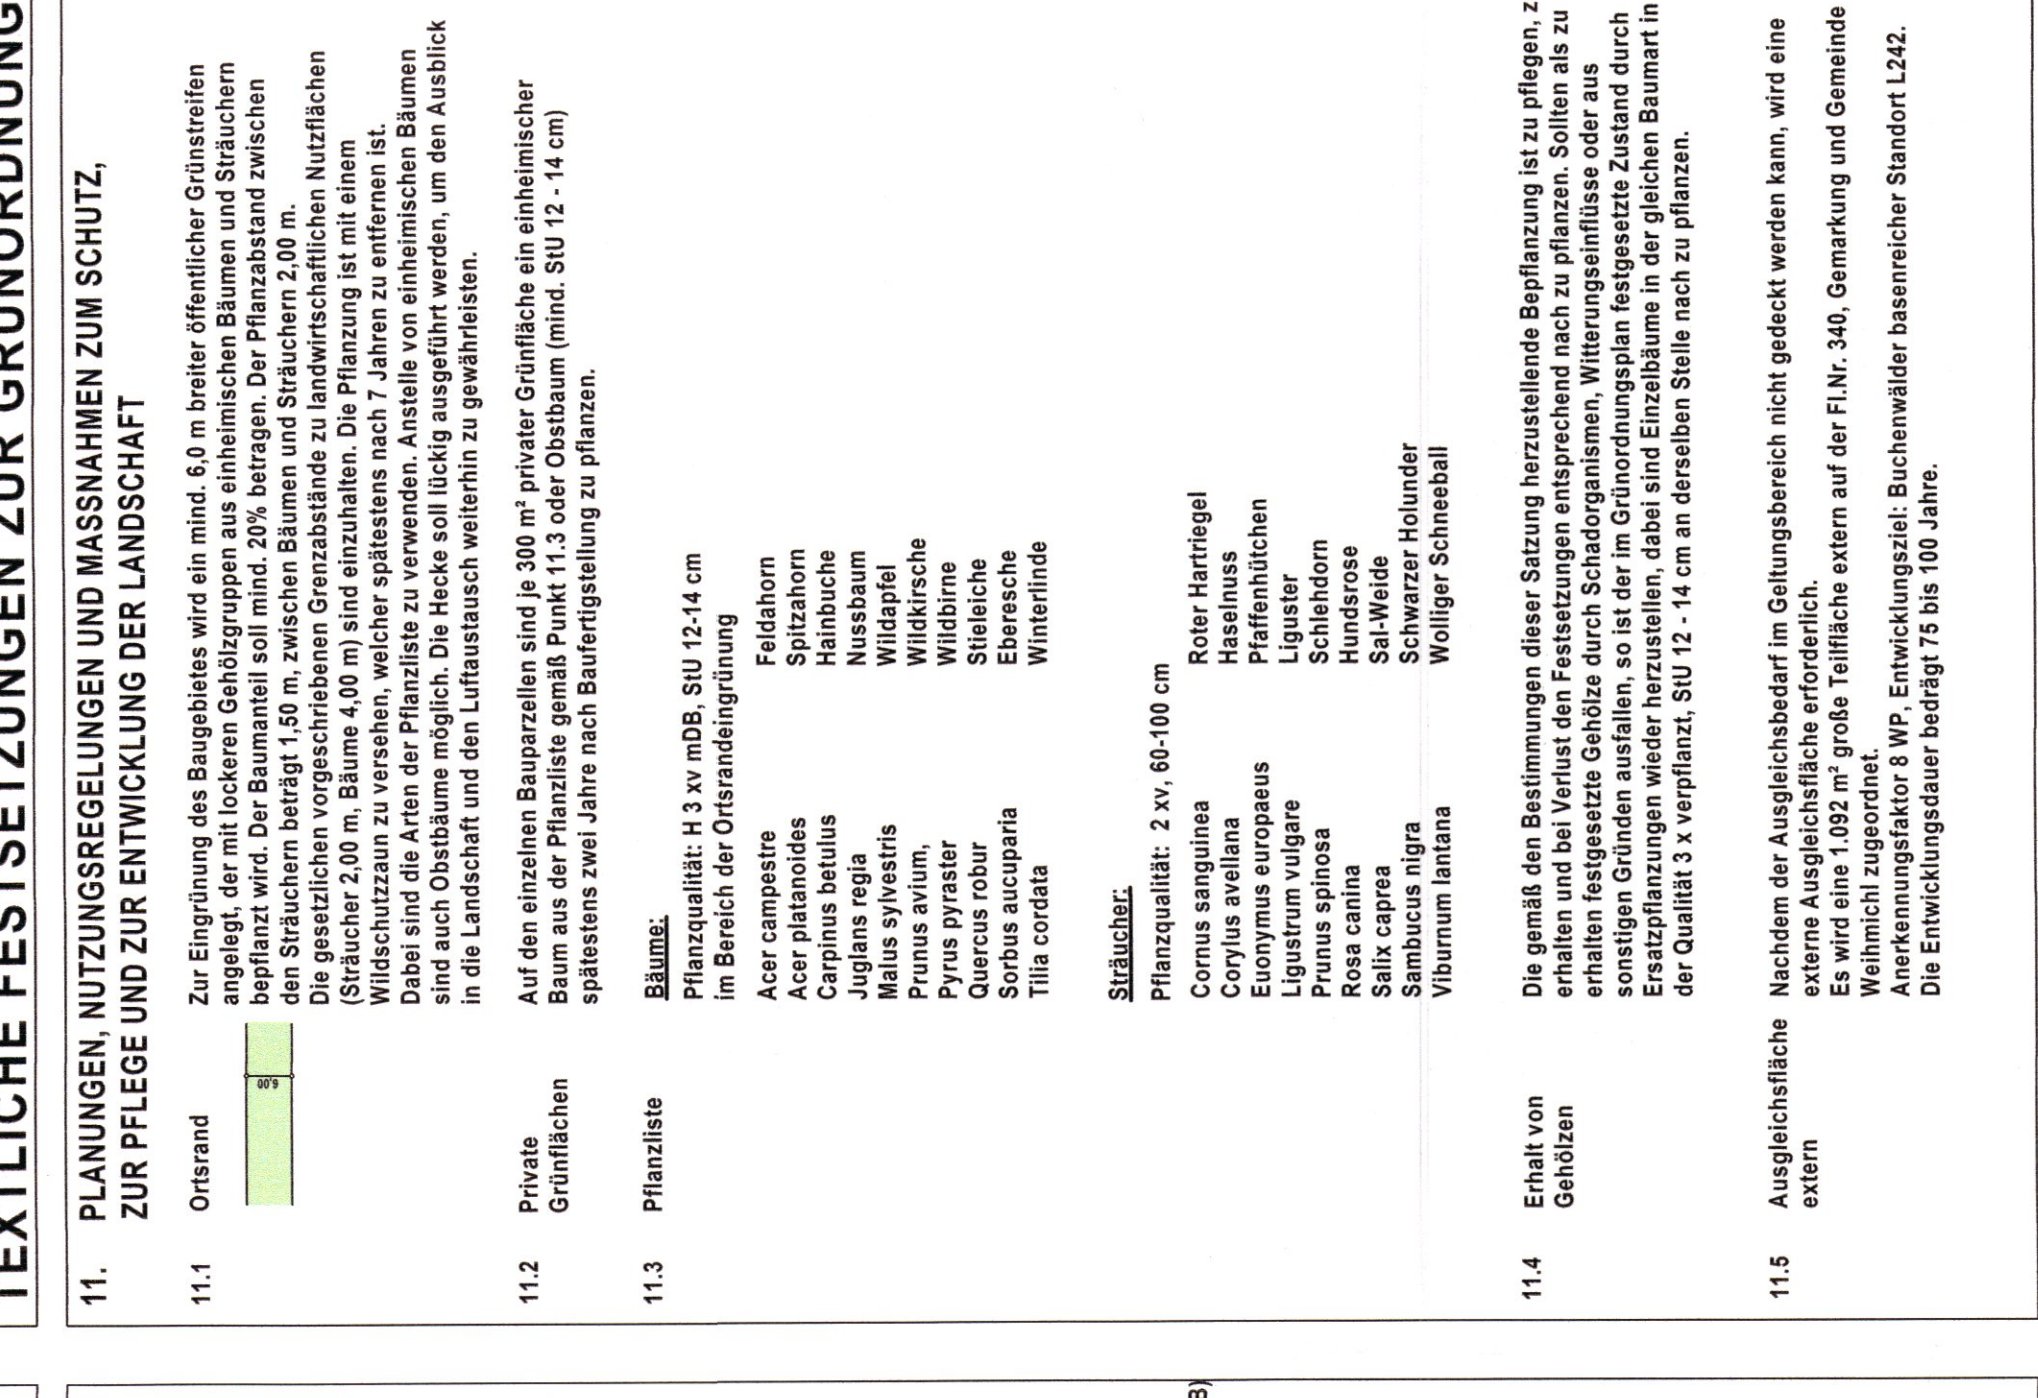 TEXTLICHE FESTSETZUNGEN ZUR GRÜNORDNUNG
11. PLANUNGEN, NUTZUNGSREGELUNGEN UND MASSNAHMEN ZUM SCHUTZ,
ZUR PFLEGE UND ZUR ENTWICKLUNG DER LANDSCHAFT
11.1 Ortsrand
6,00
Zur Eingrünung des Baugebietes wird ein mind. 6,0 m breiter öffentlicher Grünstreifen
angelegt, der mit lockeren Gehölzgruppen aus einheimischen Bäumen und Sträuchern
bepflanzt wird. Der Baumanteil soll mind. 20% betragen. Der Pflanzabstand zwischen
den Sträuchern beträgt 1,50 m, zwischen Bäumen und Sträuchern 2,00 m.
Die gesetzlichen vorgeschriebenen Grenzabstände zu landwirtschaftlichen Nutzflächen
(Sträucher 2,00 m, Bäume 4,00 m) sind einzuhalten. Die Pflanzung ist mit einem
Wildschutzzaun zu versehen, welcher spätestens nach 7 Jahren zu entfernen ist.
Dabei sind die Arten der Pflanzliste zu verwenden. Anstelle von einheimischen Bäumen
sind auch Obstbäume möglich. Die Hecke soll lückig ausgeführt werden, um den Ausblick
in die Landschaft und den Luftaustausch weiterhin zu gewährleisten.
11.2 Private
Grünflächen
Auf den einzelnen Bauparzellen sind je 300 m² privater Grünfläche ein einheimischer
Baum aus der Pflanzliste gemäß Punkt 11.3 oder Obstbaum (mind. StU 12 - 14 cm)
spätestens zwei Jahre nach Baufertigstellung zu pflanzen.
11.3 Pflanzliste
Bäume:
Pflanzqualität: H 3 xv mDB, StU 12-14 cm
im Bereich der Ortsrandeingrünung
Acer campestre Feldahorn
Acer platanoides Spitzahorn
Carpinus betulus Hainbuche
Juglans regia Nussbaum
Malus sylvestris Wildapfel
Prunus avium, Wildkirsche
Pyrus pyraster Wildbirne
Quercus robur Stieleiche
Sorbus aucuparia Eberesche
Tilia cordata Winterlinde
Sträucher:
Pflanzqualität: 2 xv, 60-100 cm
Cornus sanguinea Roter Hartriegel
Corylus avellana Haselnuss
Euonymus europaeus Pfaffenhütchen
Ligustrum vulgare Liguster
Prunus spinosa Schlehdorn
Rosa canina Hundsrose
Salix caprea Sal-Weide
Sambucus nigra Schwarzer Holunder
Viburnum lantana Wolliger Schneeball
11.4 Erhalt von
Gehölzen
Die gemäß den Bestimmungen dieser Satzung herzustellende Bepflanzung ist zu pflegen, z
erhalten und bei Verlust den Festsetzungen entsprechend nach zu pflanzen. Sollten als zu
erhalten festgesetzte Gehölze durch Schadorganismen, Witterungseinflüsse oder aus
sonstigen Gründen ausfallen, so ist der im Grünordnungsplan festgesetzte Zustand durch
Ersatzpflanzungen wieder herzustellen, dabei sind Einzelbäume in der gleichen Baumart in
der Qualität 3 x verpflanzt, StU 12 - 14 cm an derselben Stelle nach zu pflanzen.
11.5 Ausgleichsfläche
extern
Nachdem der Ausgleichsbedarf im Geltungsbereich nicht gedeckt werden kann, wird eine
externe Ausgleichsfläche erforderlich.
Es wird eine 1.092 m² große Teilfläche extern auf der Fl.Nr. 340, Gemarkung und Gemeinde
Weihmichl zugeordnet.
Anerkennungsfaktor 8 WP, Entwicklungsziel: Buchenwälder basenreicher Standort L242.
Die Entwicklungsdauer bedrägt 75 bis 100 Jahre.
B)